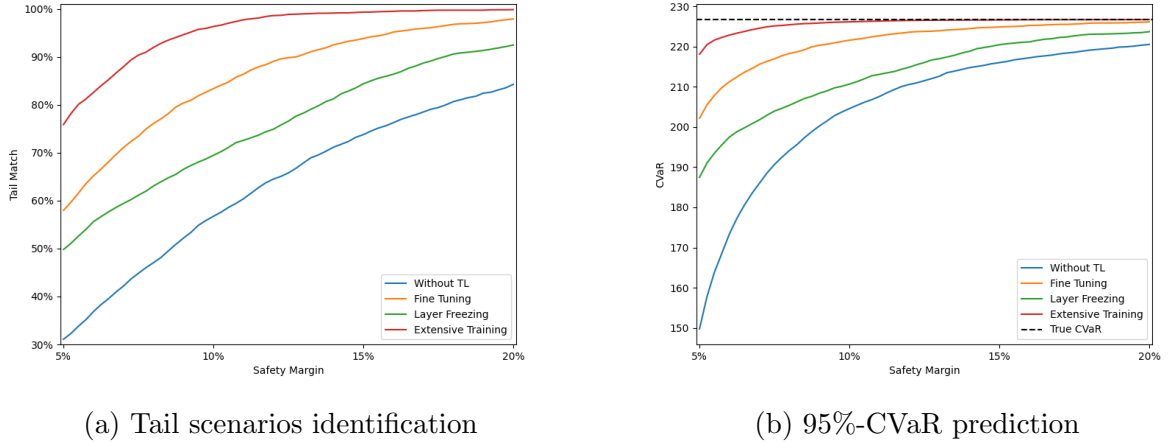 100%
90%
80%
70%
60%
50%
40%
30%
Tail Match
5%
10%
15%
20%
Safety Margin
Without TL
Fine Tuning
Layer Freezing
Extensive Training
(a) Tail scenarios identification
230
220
210
200
190
180
170
160
150
CVaR
5%
10%
15%
20%
Safety Margin
Without TL
Fine Tuning
Layer Freezing
Extensive Training
True CVaR
(b) 95%-CVaR prediction